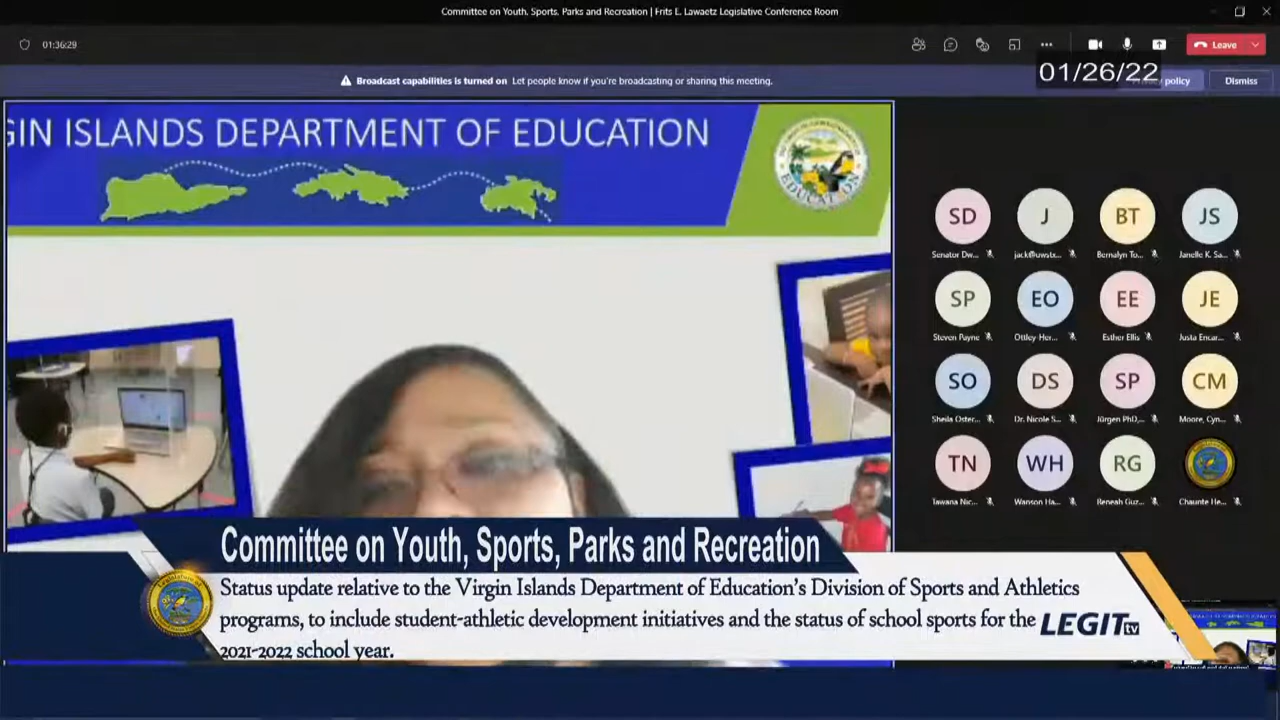 Committee on Youth, Sports, Parks and Recreation | Frits E. Lawaetz Legislative Conference Room
01:36:29
Leave
01/26/22
Broadcast capabilities is turned on Let people know if you're broadcasting or sharing this meeting.
policy
Dismiss
GIN ISLANDS DEPARTMENT OF EDUCATION
EDUCATION
SD
J
BT
JS
Senator Dw...
jack@uwstx...
Bernalyn To...
Janelle K. Sa...
SP
EO
EE
JE
Steven Payne
Ottley-Her...
Esther Ellis
Justa Encar...
SO
DS
SP
CM
Sheila Oster...
Dr. Nicole S...
Jürgen PhD,...
Moore, Cyn...
TN
WH
RG
Tawana Nic...
Wanson Ha...
Reneah Guz...
Chaunte He...
Committee on Youth, Sports, Parks and Recreation
Status update relative to the Virgin Islands Department of Education's Division of Sports and Athletics
programs, to include student-athletic development initiatives and the status of school sports for the
2021-2022 school year.
LEGIT tv